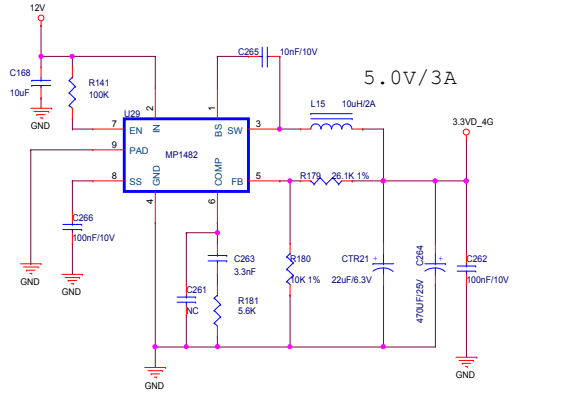 12V
C265
10nF/10V
5.0V/3A
C168
10uF
R141
100K
L15
10uH/2A
3.3VD_4G
GND
U29
2
1
7
EN
IN
BS
SW
3
9
PAD
MP1482
8
SS
GND
COMP
FB
5
R179
26.1K 1%
4
6
C266
100nF/10V
C263
3.3nF
R180
10K 1%
CTR21
22uF/6.3V
+
C264
470UF/25V
+
C262
100nF/10V
C261
NC
R181
5.6K
GND
GND
GND
GND